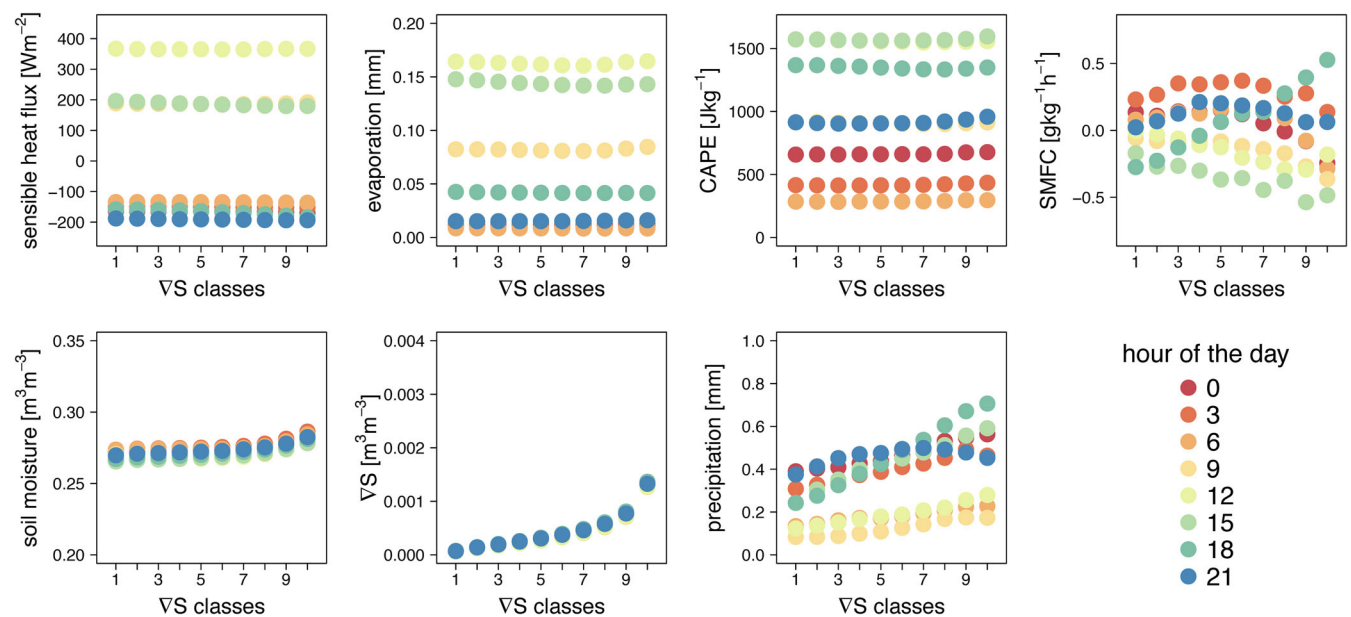 sensible heat flux [Wm−2]
400
300
200
100
0
−100
−200
1 3 5 7 9
∇S classes
evaporation [mm]
0.20
0.15
0.10
0.05
0.00
1 3 5 7 9
∇S classes
CAPE [Jkg−1]
1500
1000
500
0
1 3 5 7 9
∇S classes
SMFC [gkg−1h−1]
0.5
0.0
−0.5
1 3 5 7 9
∇S classes
soil moisture [m3m−3]
0.35
0.30
0.25
0.20
1 3 5 7 9
∇S classes
∇S [m3m−3]
0.004
0.003
0.002
0.001
0.000
1 3 5 7 9
∇S classes
precipitation [mm]
1.0
0.8
0.6
0.4
0.2
0.0
1 3 5 7 9
∇S classes
hour of the day
0
3
6
9
12
15
18
21